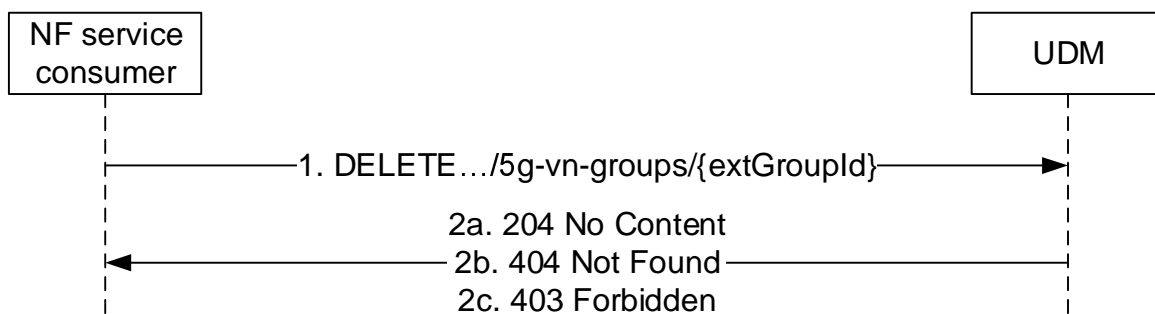 NF service
consumer
UDM
1. DELETE…/5g-vn-groups/{extGroupId}
2a. 204 No Content
2b. 404 Not Found
2c. 403 Forbidden